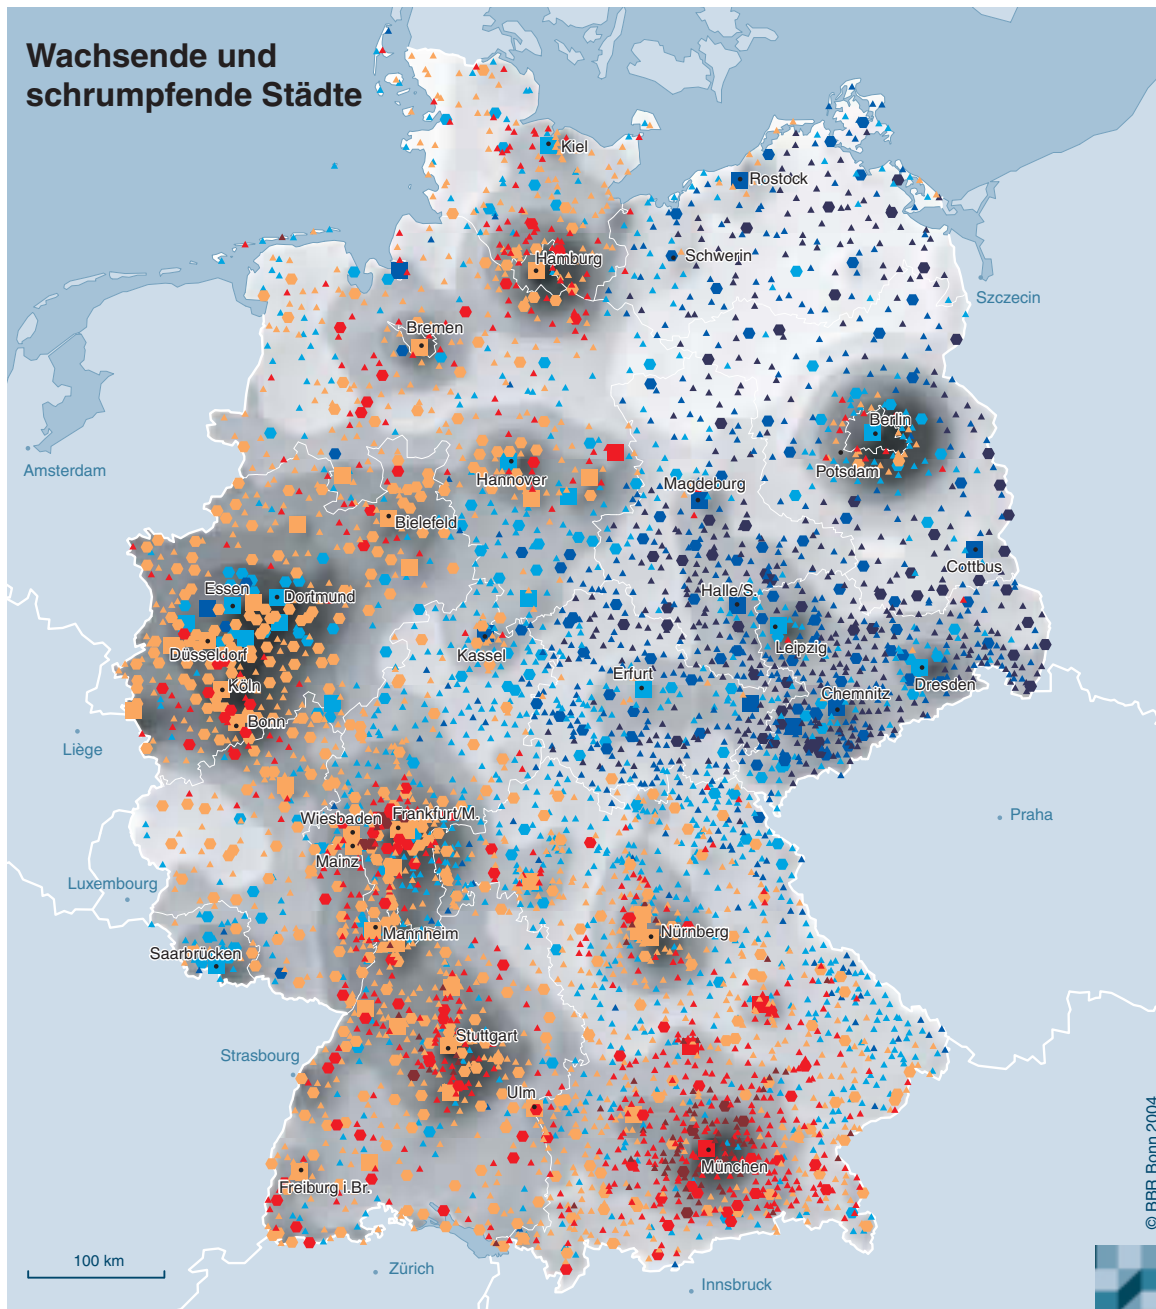 Wachsende und
schrumpfende Städte
Kiel
Rostock
Hamburg
Schwerin
Szczecin
Bremen
Berlin
Amsterdam
Potsdam
Hannover
Magdeburg
Bielefeld
Cottbus
Essen
Dortmund
Halle/S.
Düsseldorf
Kassel
Leipzig
Köln
Erfurt
Dresden
Chemnitz
Bonn
Liège
Wiesbaden
Frankfurt/M.
Praha
Mainz
Luxembourg
Mannheim
Nürnberg
Saarbrücken
Stuttgart
Strasbourg
Ulm
München
Freiburg i.Br.
100 km
Zürich
Innsbruck
© BBR Bonn 2004